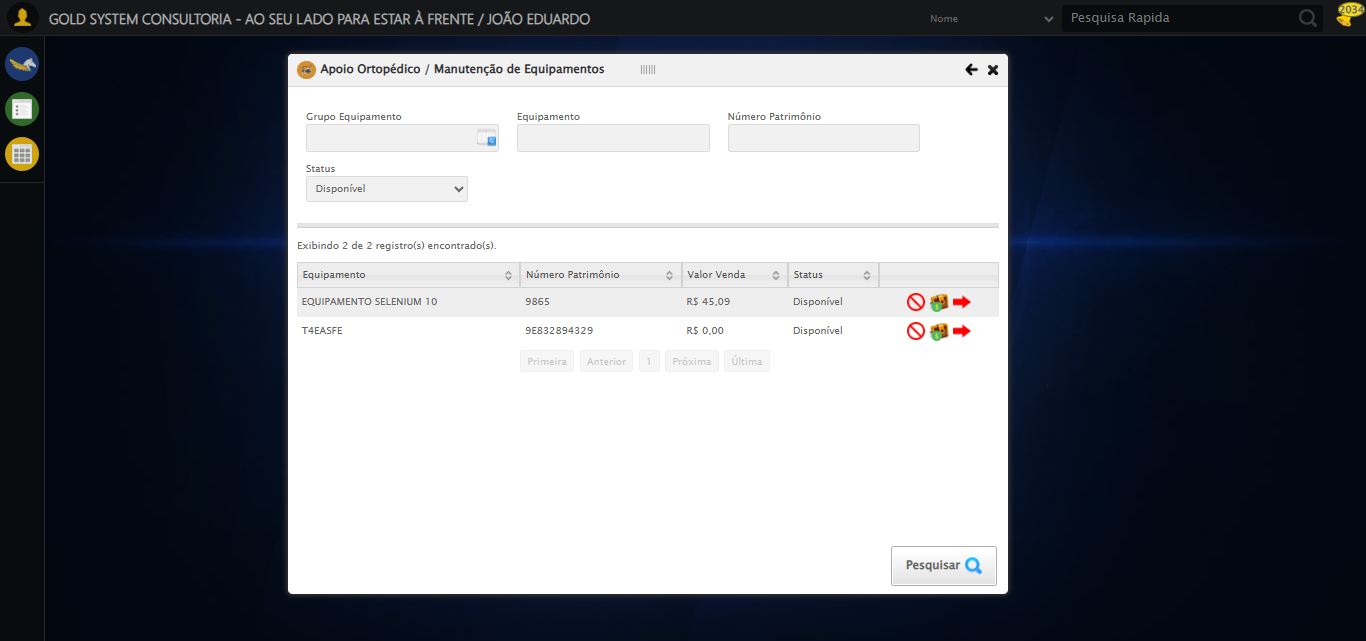 GOLD SYSTEM CONSULTORIA - AO SEU LADO PARA ESTAR À FRENTE / JOÃO EDUARDO
Nome
Pesquisa Rapida
2034
Apoio Ortopédico / Manutenção de Equipamentos
Grupo Equipamento Equipamento Número Patrimônio
Status
Disponível
Exibindo 2 de 2 registro(s) encontrado(s).
Equipamento Número Patrimônio Valor Venda Status
EQUIPAMENTO SELENIUM 10 9865 R$ 45,09 Disponível
T4EASFE 9E832894329 R$ 0,00 Disponível
Primeira Anterior 1 Próxima Última
Pesquisar